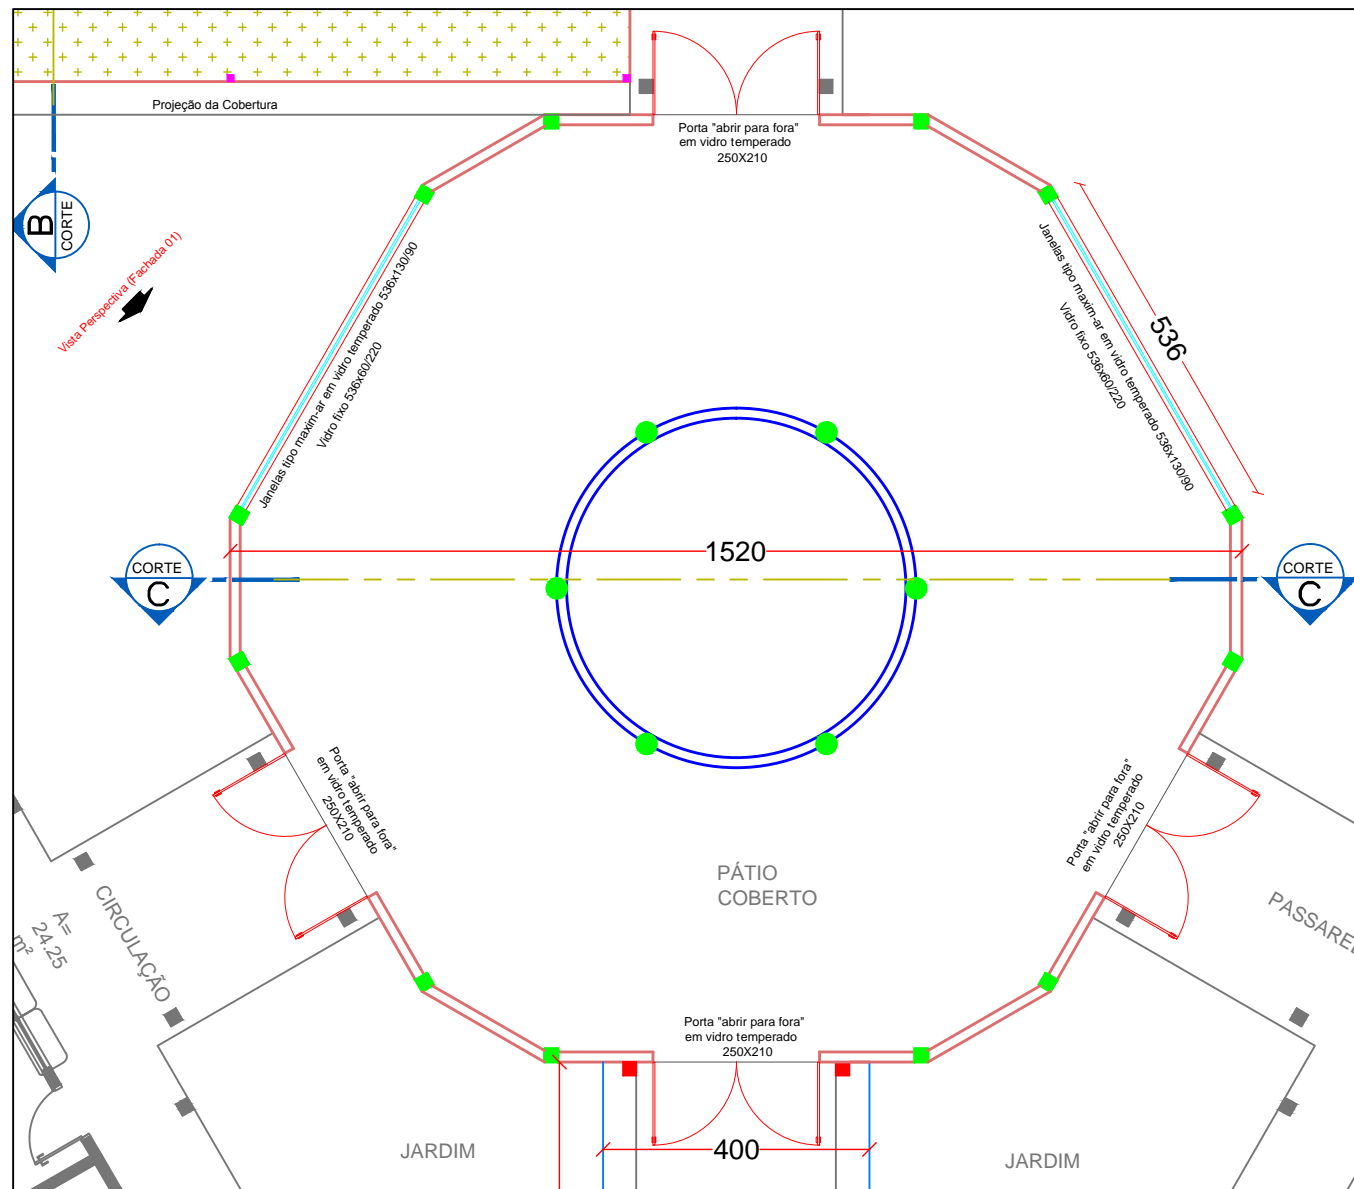 Projeção da Cobertura
Porta "abrir para fora"
em vidro temperado
250X210
B
CORTE
Vista Perspectiva (Fachada 01)
Janelas tipo maxim-ar em vidro temperado 536x130/90
Vidro fixo 536x60/220
Janelas tipo maxim-ar em vidro temperado 536x130/90
Vidro fixo 536x60/220
536
1520
CORTE
C
CORTE
C
Porta "abrir para fora"
em vidro temperado
250X210
Porta "abrir para fora"
em vidro temperado
250X210
PÁTIO
COBERTO
CIRCULAÇÃO
A=
24.25
m²
PASSAREL
Porta "abrir para fora"
em vidro temperado
250X210
JARDIM
400
JARDIM